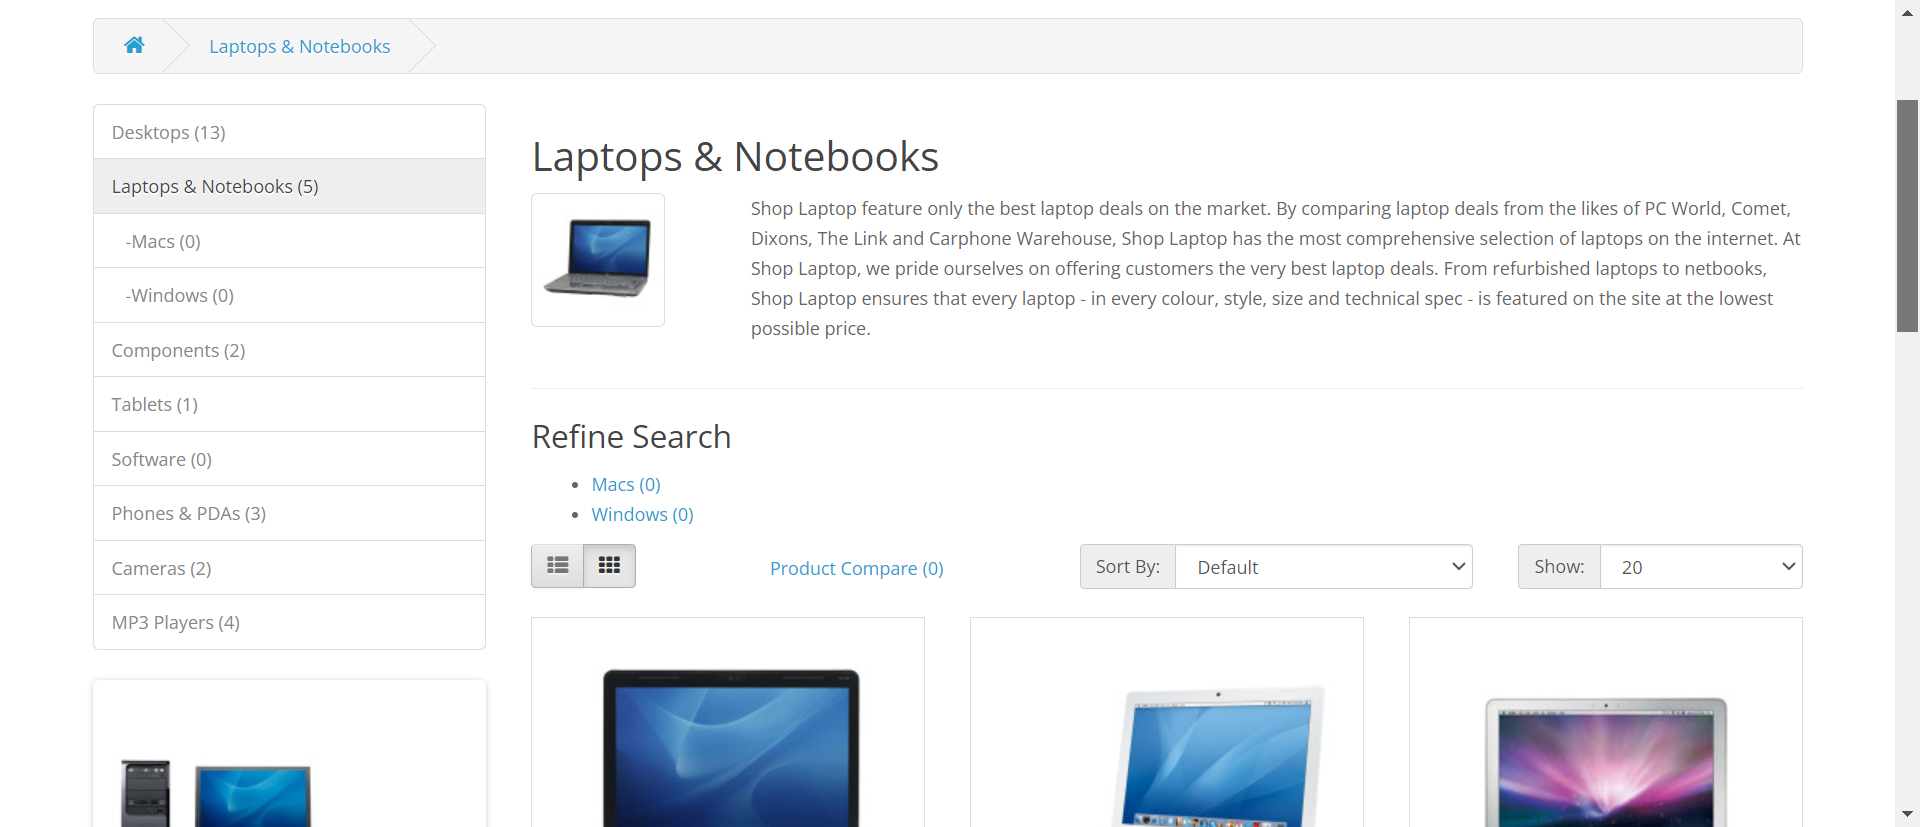 Laptops & Notebooks
Desktops (13)
Laptops & Notebooks (5)
-Macs (0)
-Windows (0)
Components (2)
Tablets (1)
Software (0)
Phones & PDAs (3)
Cameras (2)
MP3 Players (4)
Laptops & Notebooks
Shop Laptop feature only the best laptop deals on the market. By comparing laptop deals from the likes of PC World, Comet,
Dixons, The Link and Carphone Warehouse, Shop Laptop has the most comprehensive selection of laptops on the internet. At
Shop Laptop, we pride ourselves on offering customers the very best laptop deals. From refurbished laptops to netbooks,
Shop Laptop ensures that every laptop - in every colour, style, size and technical spec - is featured on the site at the lowest
possible price.
Refine Search
Macs (0)
Windows (0)
Product Compare (0)
Sort By: Default
Show: 20